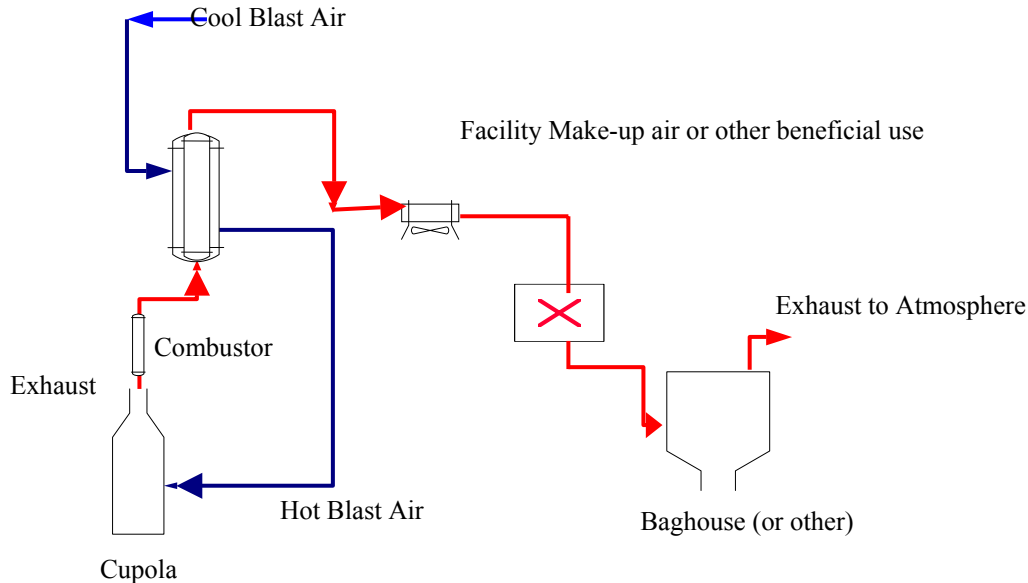 Cool Blast Air
Facility Make-up air or other beneficial use
Exhaust to Atmosphere
Combustor
Exhaust
Hot Blast Air
Baghouse (or other)
Cupola